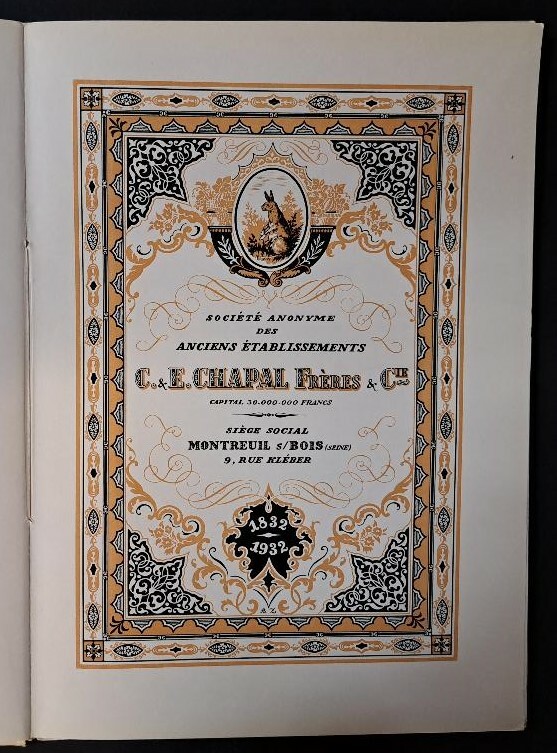 SOCIÉTÉ ANONYME
DES
ANCIENS ÉTABLISSEMENTS
C. & E. CHAPAL FRÈRES & CIE
CAPITAL 30.000.000 FRANCS
SIÈGE SOCIAL
MONTREUIL S/BOIS (SEINE)
9, RUE KLÉBER
1832
1932